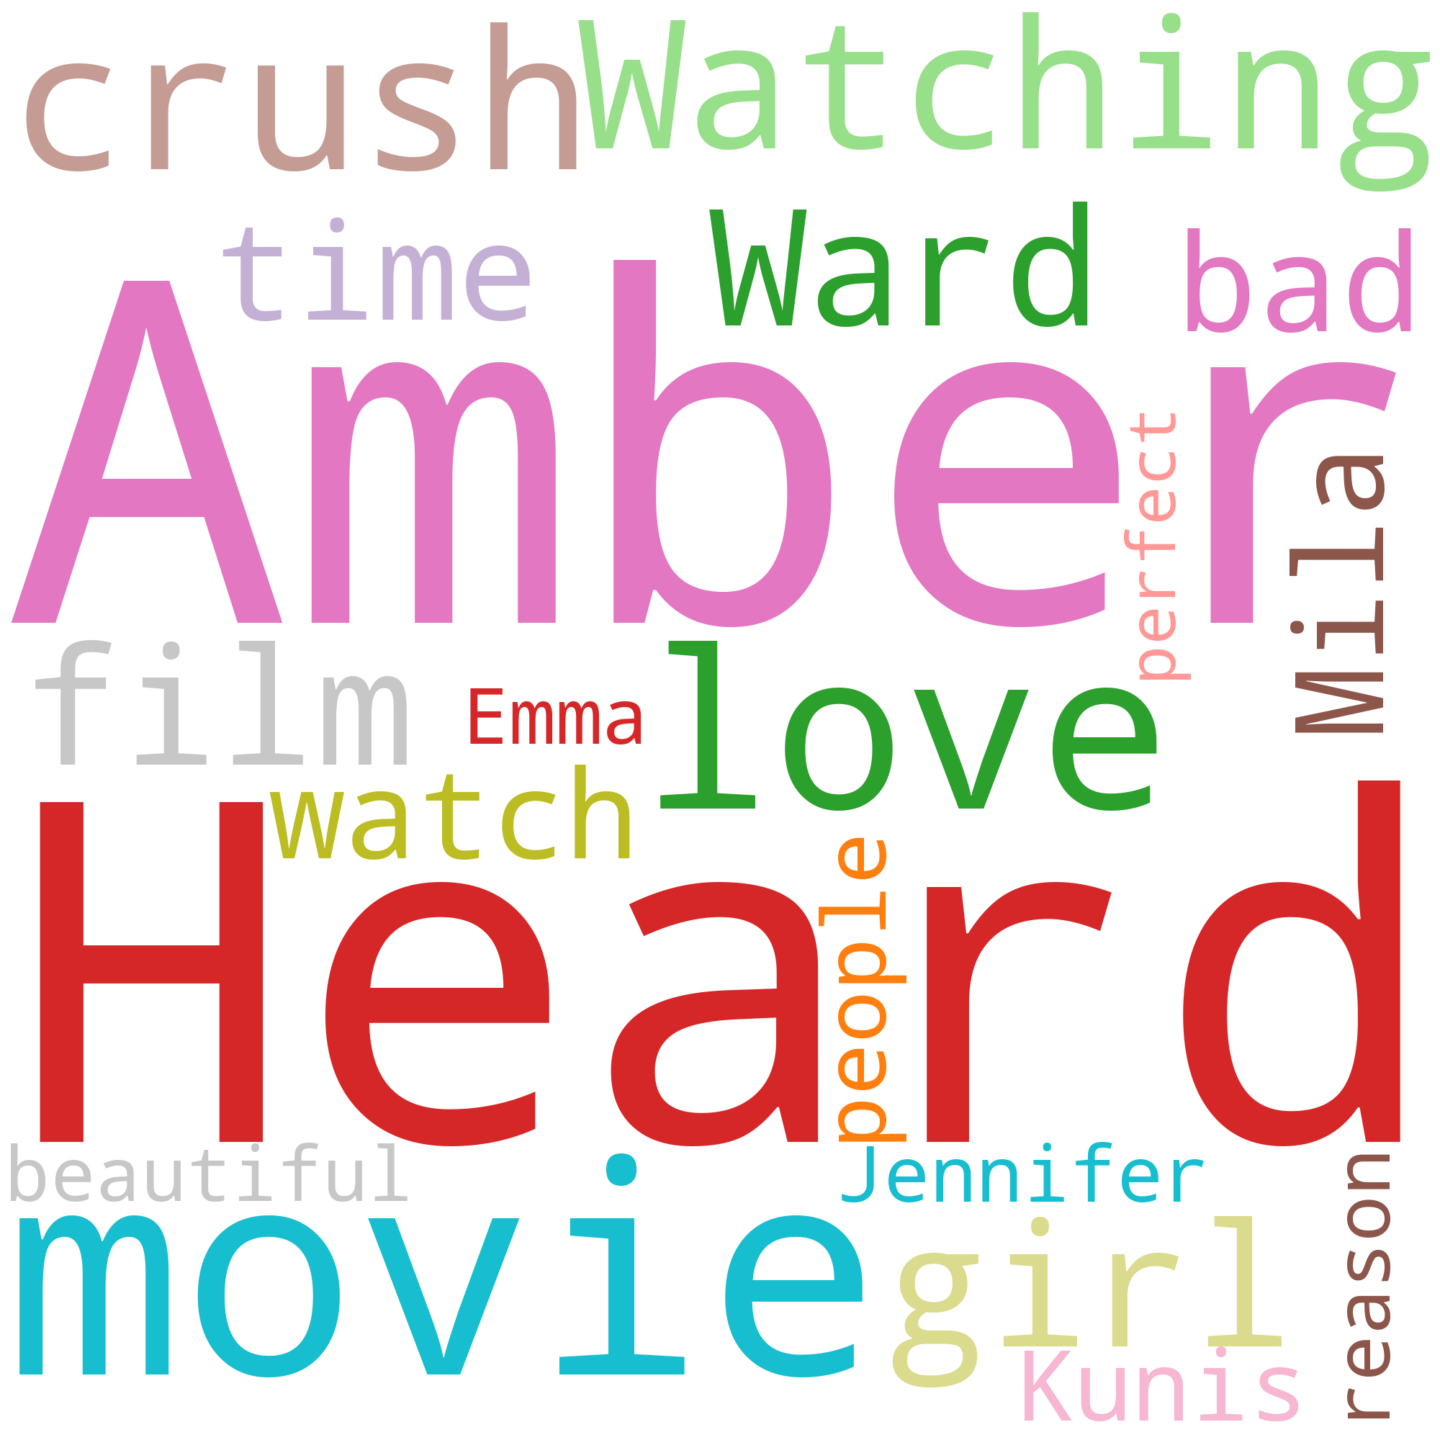 crush Watching
time Ward bad
Amber
perfect
Mila
film Emma love
watch
Heard
people
beautiful Jennifer
movie girl
reason
Kunis